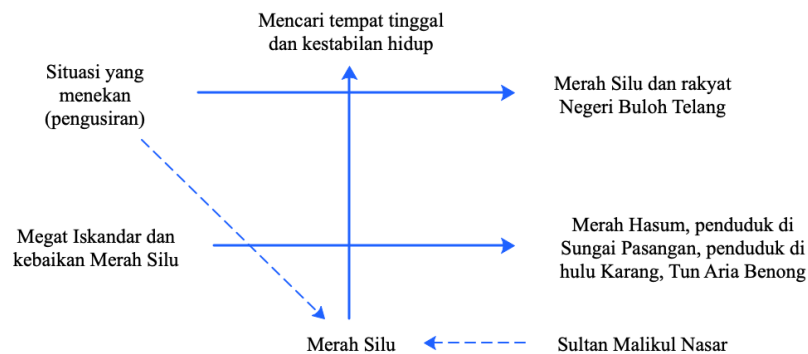 Mencari tempat tinggal
dan kestabilan hidup
Situasi yang
menekan
(pengusiran)
Merah Silu dan rakyat
Negeri Buloh Telang
Megat Iskandar dan
kebaikan Merah Silu
Merah Hasum, penduduk di
Sungai Pasangan, penduduk di
hulu Karang, Tun Aria Benong
Merah Silu
Sultan Malikul Nasar